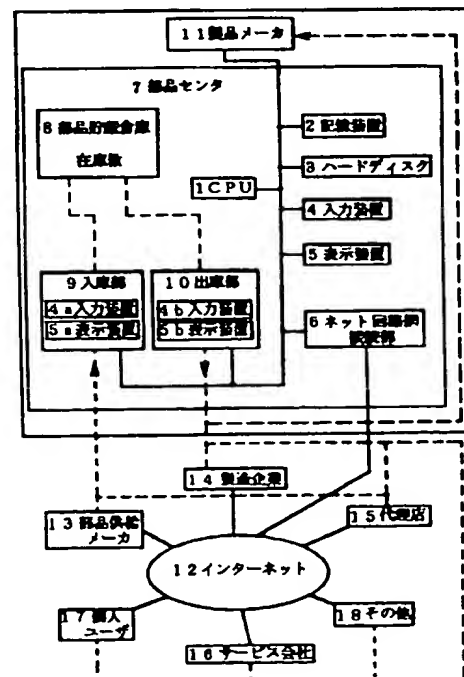 11製品メーカ
7部品センタ
8部品貯蔵倉庫
在庫数
2記憶装置
3ハードディスク
1CPU
4入力装置
5表示装置
9入庫部
4a入力装置
5a表示装置
10出庫部
4b入力装置
5b表示装置
6ネット回線網
接続部
14製造企業
13部品供給
メーカ
15代理店
12インターネット
17個人
ユーザ
18その他
16サービス会社